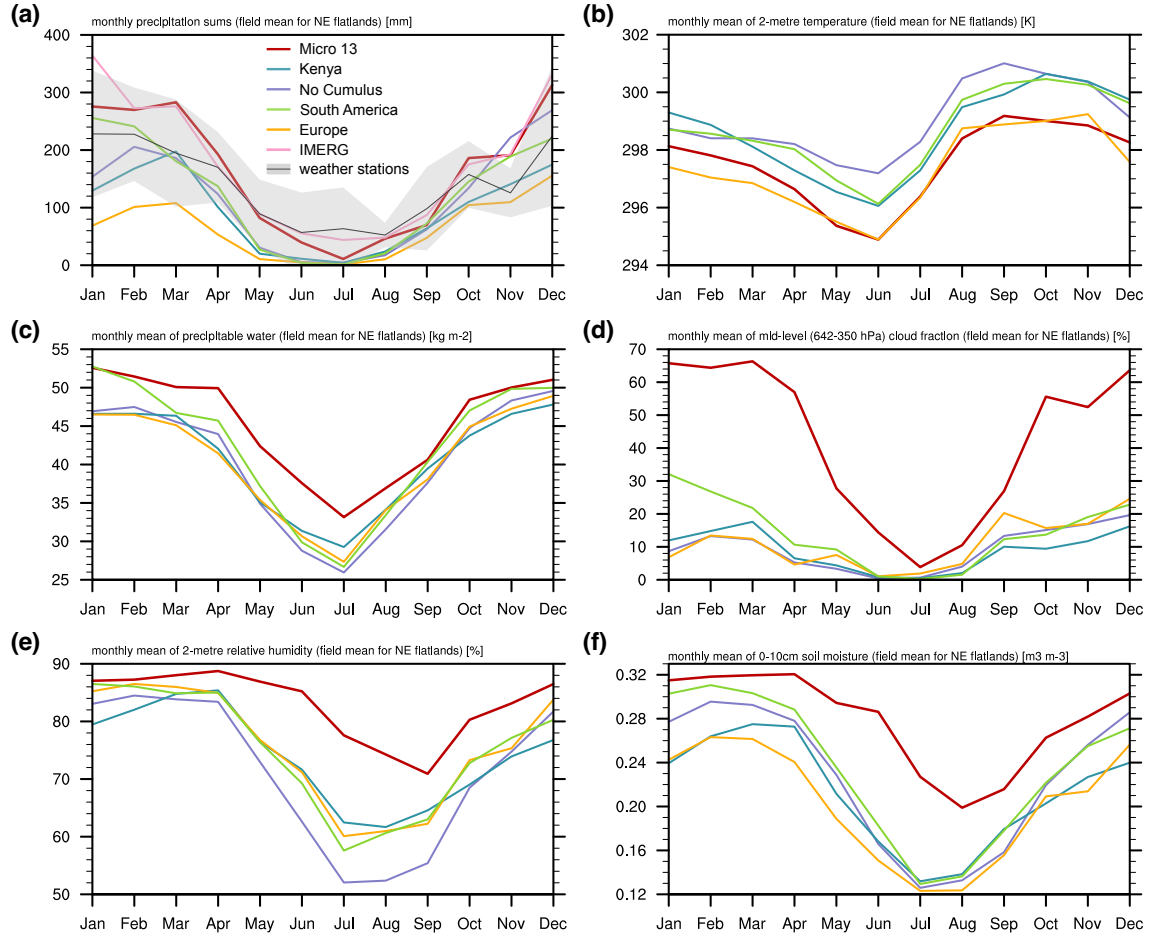 (a)
monthly precipitation sums (field mean for NE flatlands) [mm]
400
300
200
100
0
Micro 13
Kenya
No Cumulus
South America
Europe
IMERG
weather stations
Jan Feb Mar Apr May Jun Jul Aug Sep Oct Nov Dec
(b)
monthly mean of 2-metre temperature (field mean for NE flatlands) [K]
302
300
298
296
294
Jan Feb Mar Apr May Jun Jul Aug Sep Oct Nov Dec
(c)
monthly mean of precipitable water (field mean for NE flatlands) [kg m-2]
55
50
45
40
35
30
25
Jan Feb Mar Apr May Jun Jul Aug Sep Oct Nov Dec
(d)
monthly mean of mid-level (642-350 hPa) cloud fraction (field mean for NE flatlands) [%]
70
60
50
40
30
20
10
0
Jan Feb Mar Apr May Jun Jul Aug Sep Oct Nov Dec
(e)
monthly mean of 2-metre relative humidity (field mean for NE flatlands) [%]
90
80
70
60
50
Jan Feb Mar Apr May Jun Jul Aug Sep Oct Nov Dec
(f)
monthly mean of 0-10cm soil moisture (field mean for NE flatlands) [m3 m-3]
0.32
0.28
0.24
0.20
0.16
0.12
Jan Feb Mar Apr May Jun Jul Aug Sep Oct Nov Dec